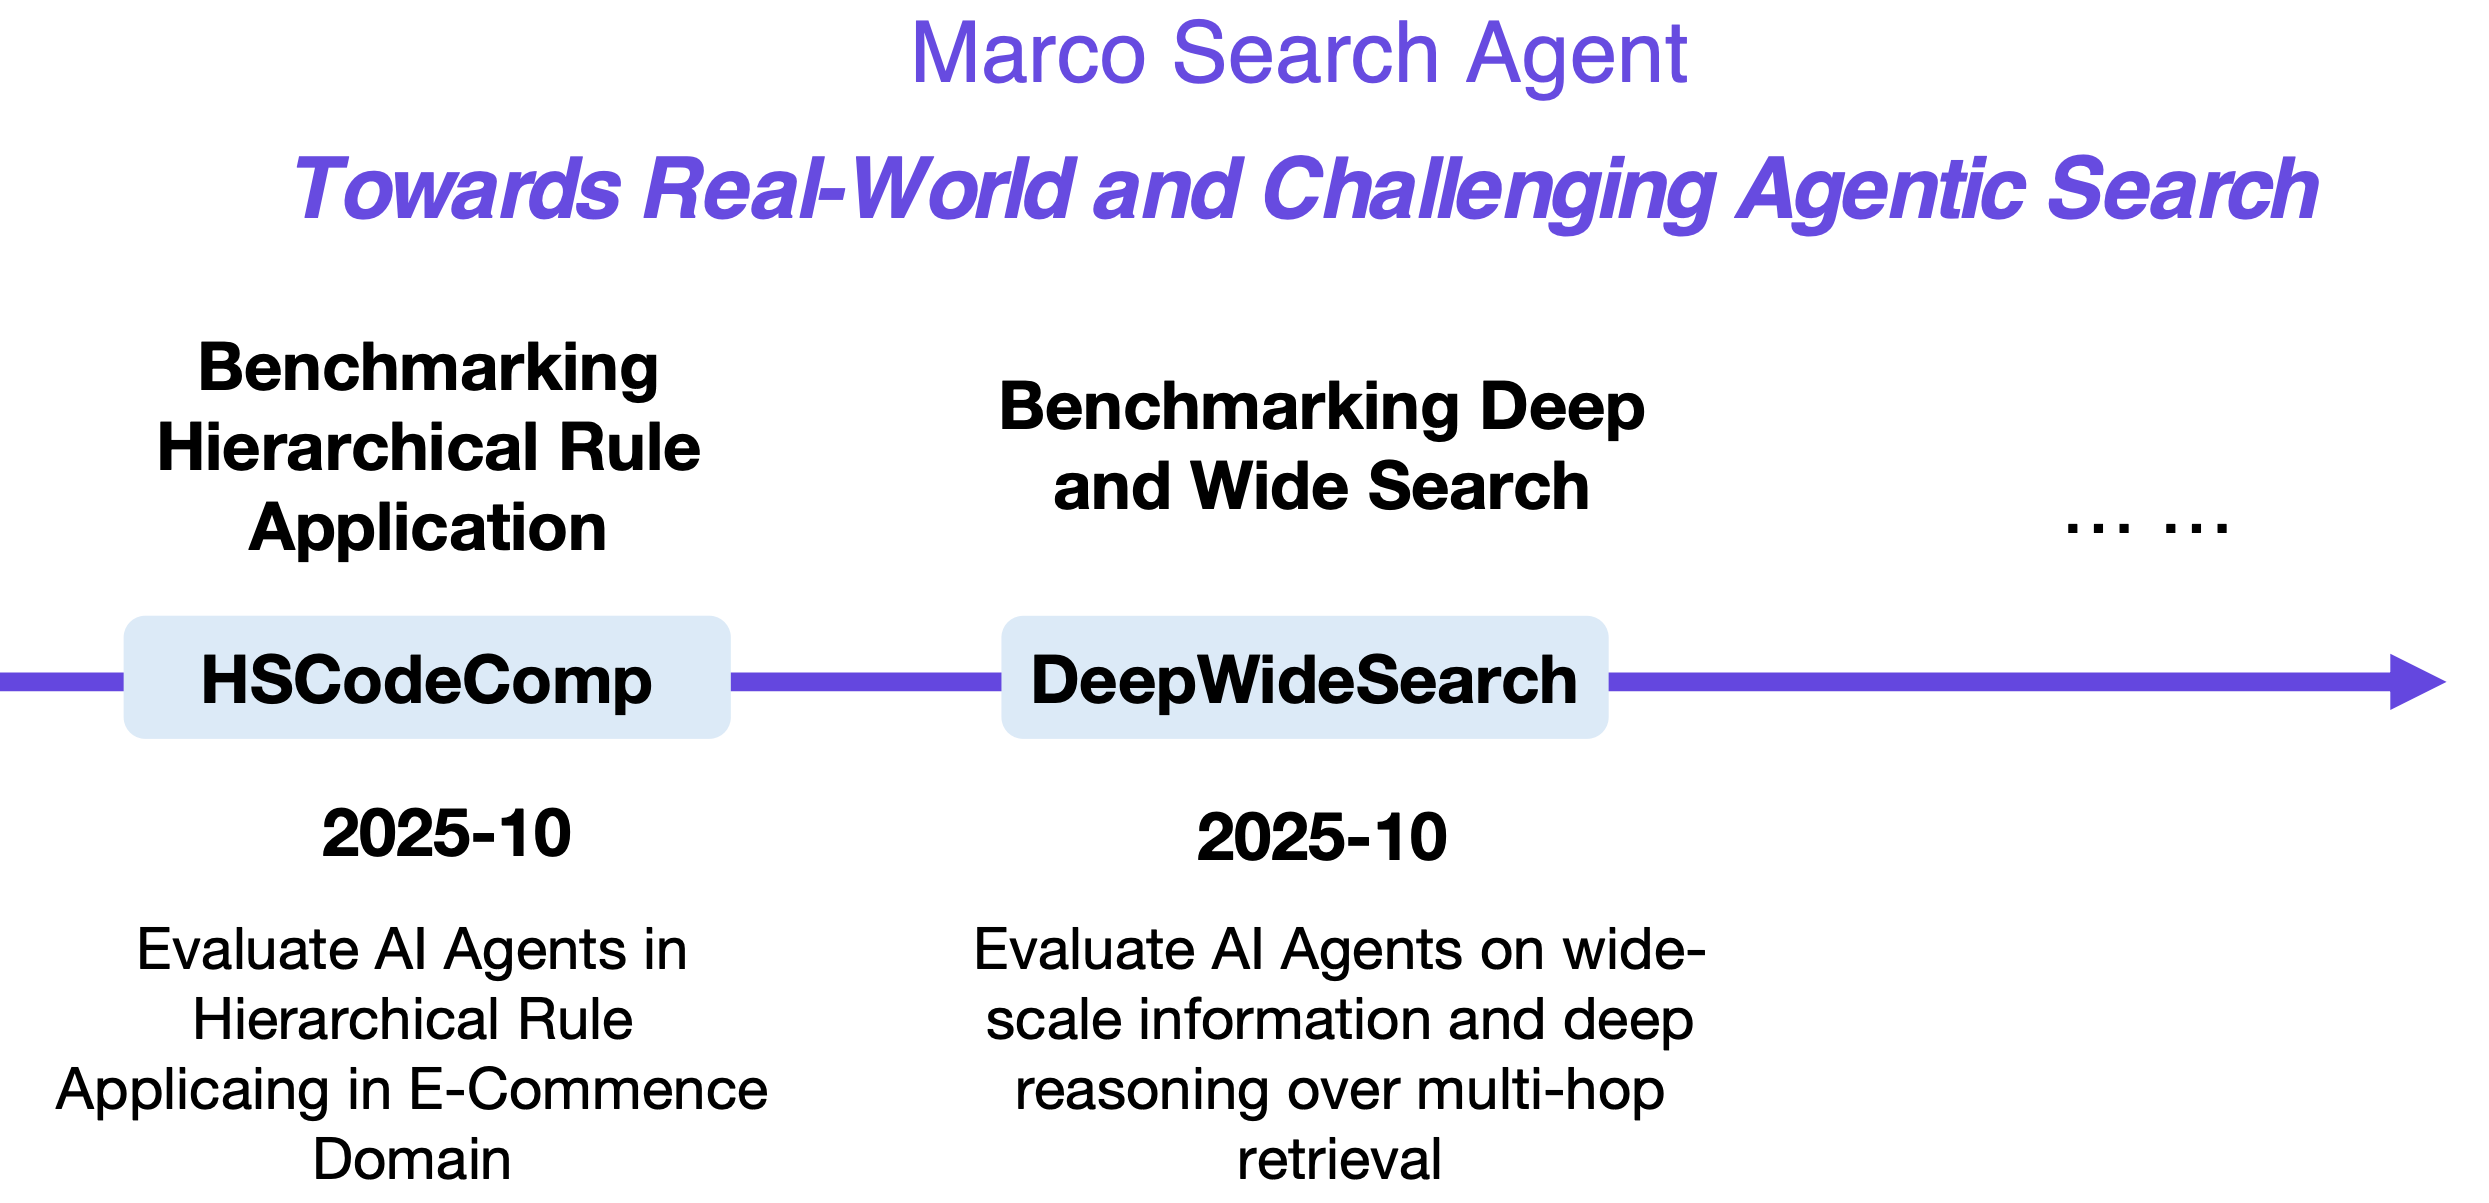 Marco Search Agent
Towards Real-World and Challenging Agentic Search
Benchmarking
Hierarchical Rule
Application
Benchmarking Deep
and Wide Search
... ...
HSCodeComp
DeepWideSearch
2025-10
2025-10
Evaluate AI Agents in
Hierarchical Rule
Applicaing in E-Commence
Domain
Evaluate AI Agents on wide-
scale information and deep
reasoning over multi-hop
retrieval